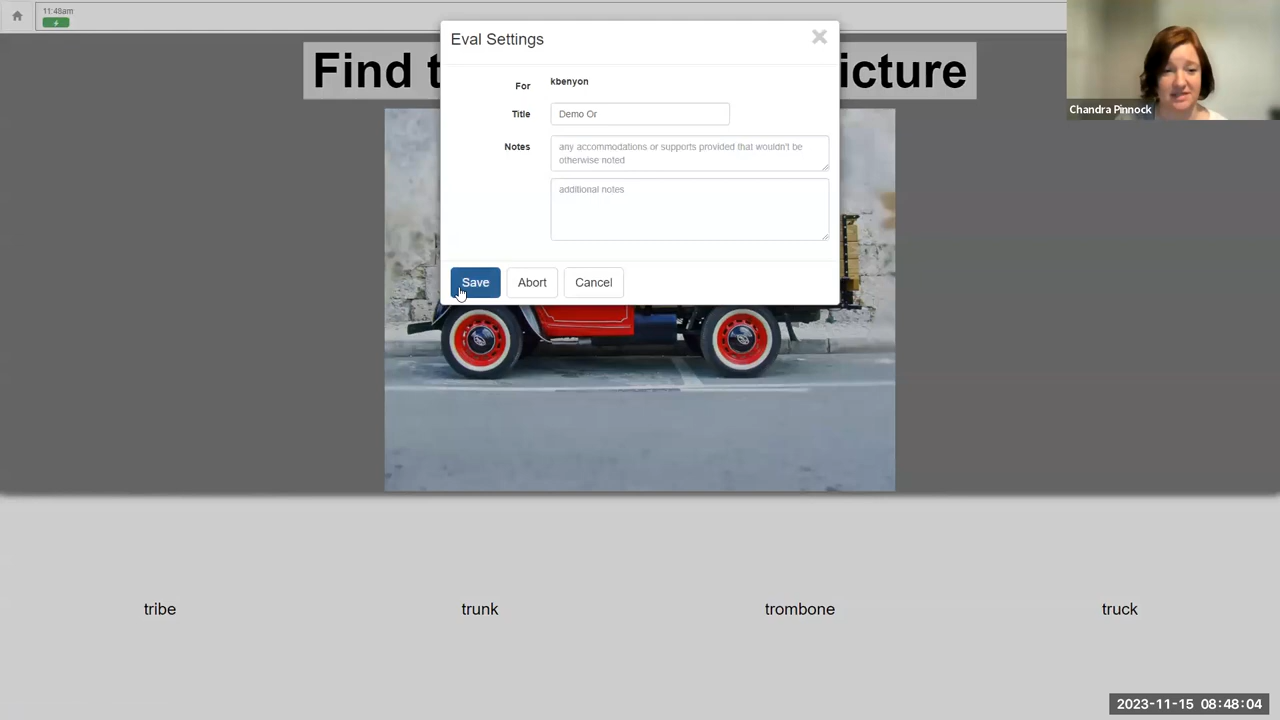 11:48am
Eval Settings
For kbenyon
Title Demo Or
Notes any accommodations or supports provided that wouldn't be
otherwise noted
additional notes
Save Abort Cancel
Find t icture
Chandra Pinnock
tribe trunk trombone truck
2023-11-15 08:48:04